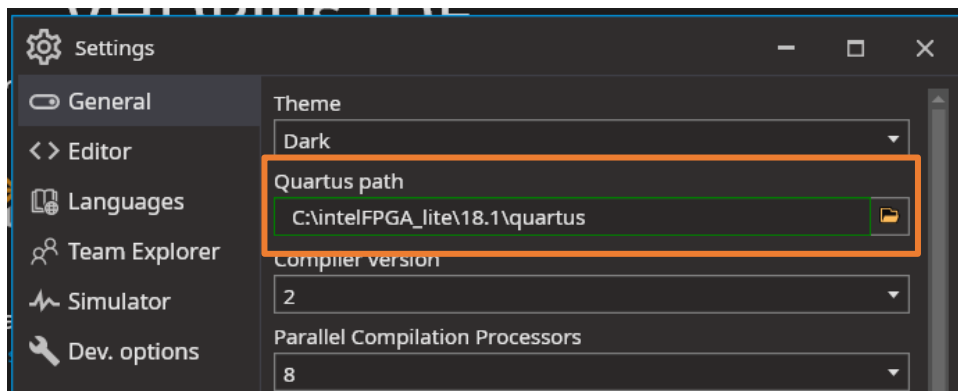 Settings
General
Editor
Languages
Team Explorer
Simulator
Dev. options
Theme
Dark
Quartus path
C:\intelFPGA_lite\18.1\quartus
Compiler version
2
Parallel Compilation Processors
8